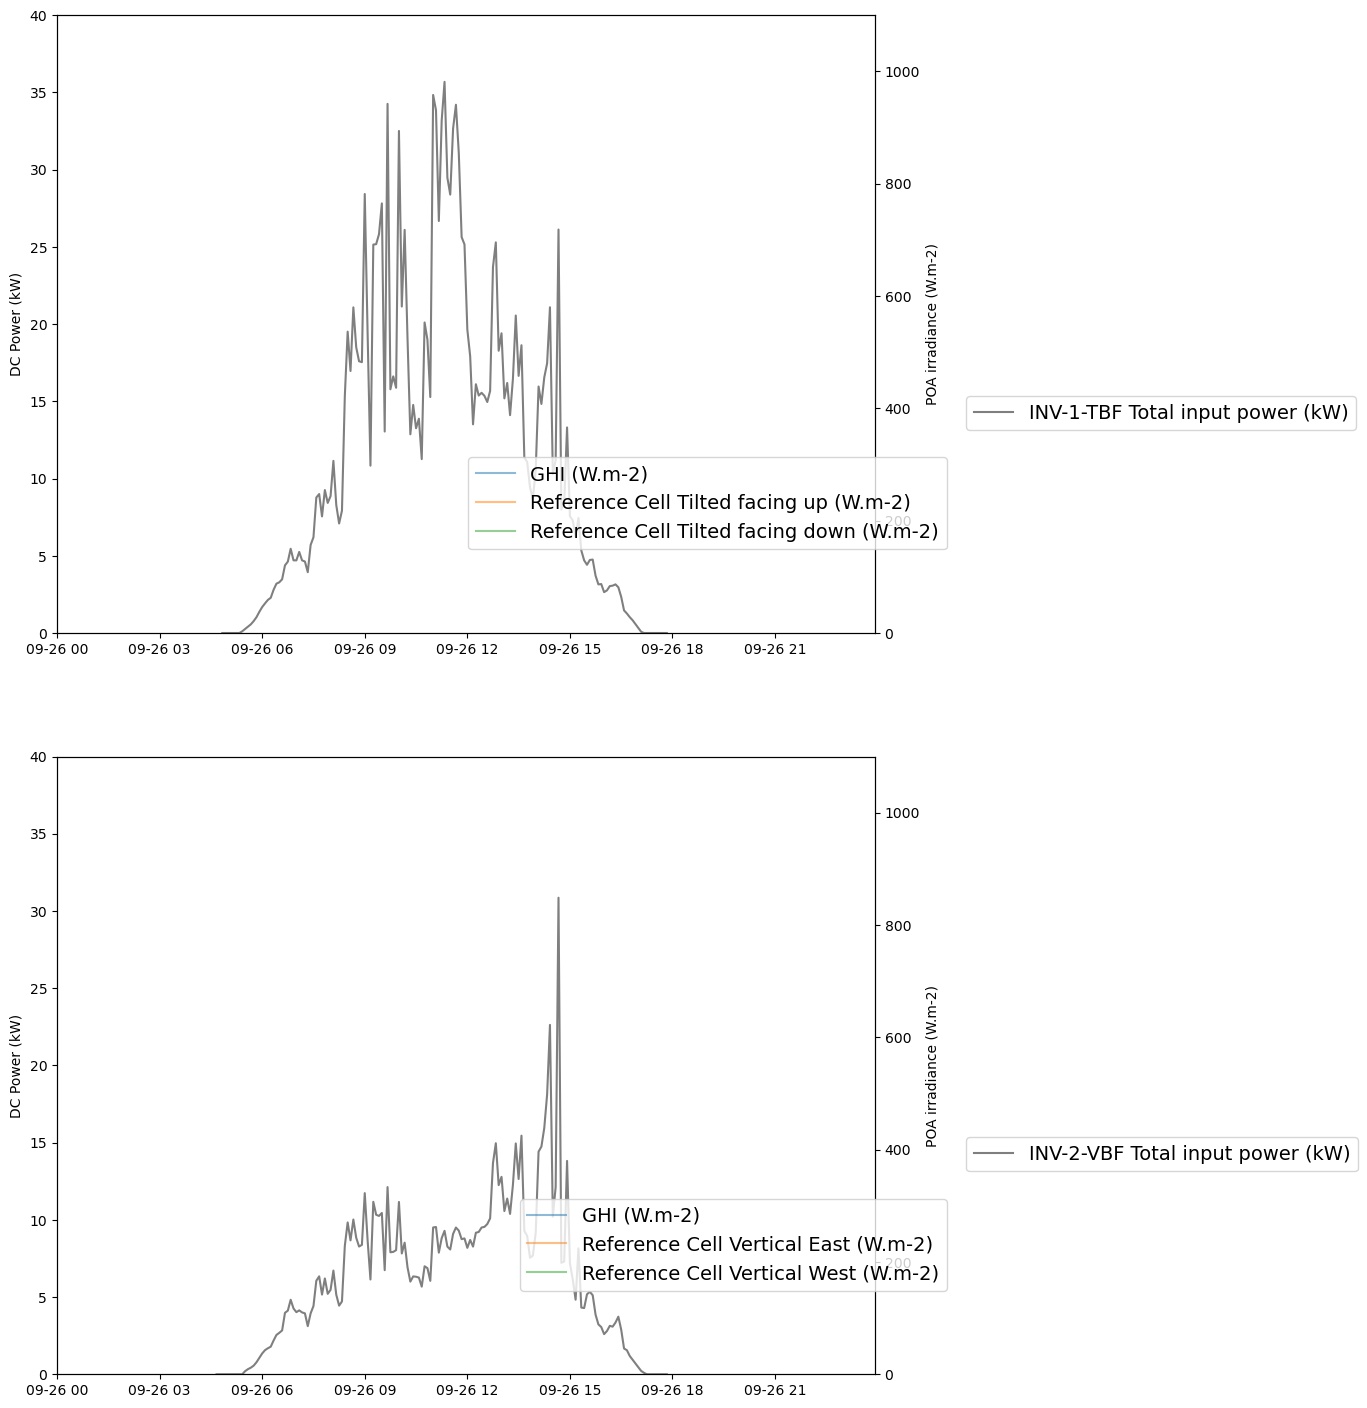 40
35
30
25
20
15
10
5
0
DC Power (kW)
1000
800
600
400
200
0
POA irradiance (W.m-2)
INV-1-TBF Total input power (kW)
GHI (W.m-2)
Reference Cell Tilted facing up (W.m-2)
Reference Cell Tilted facing down (W.m-2)
09-26 00 09-26 03 09-26 06 09-26 09 09-26 12 09-26 15 09-26 18 09-26 21
40
35
30
25
20
15
10
5
0
DC Power (kW)
1000
800
600
400
200
0
POA irradiance (W.m-2)
INV-2-VBF Total input power (kW)
GHI (W.m-2)
Reference Cell Vertical East (W.m-2)
Reference Cell Vertical West (W.m-2)
09-26 00 09-26 03 09-26 06 09-26 09 09-26 12 09-26 15 09-26 18 09-26 21